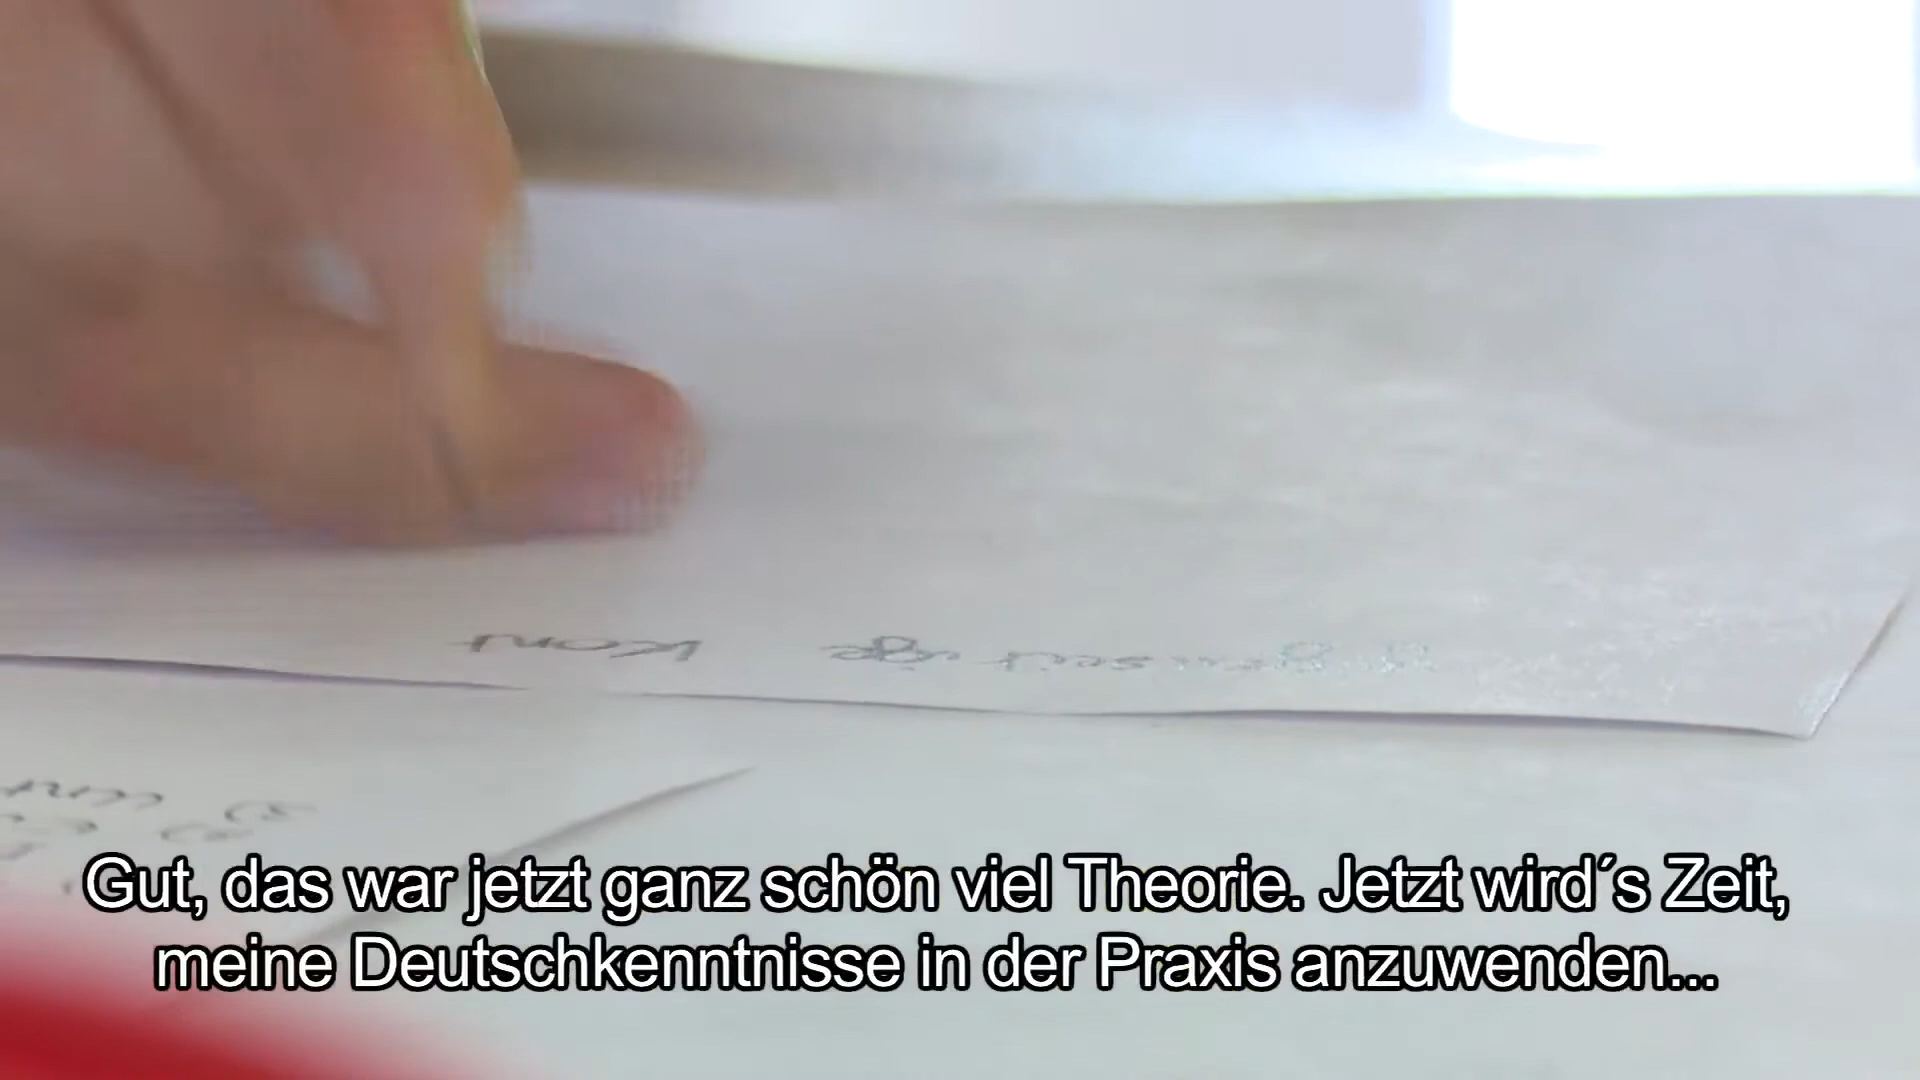 Gut, das war jetzt ganz schön viel Theorie. Jetzt wird´s Zeit,
meine Deutschkenntnisse in der Praxis anzuwenden...